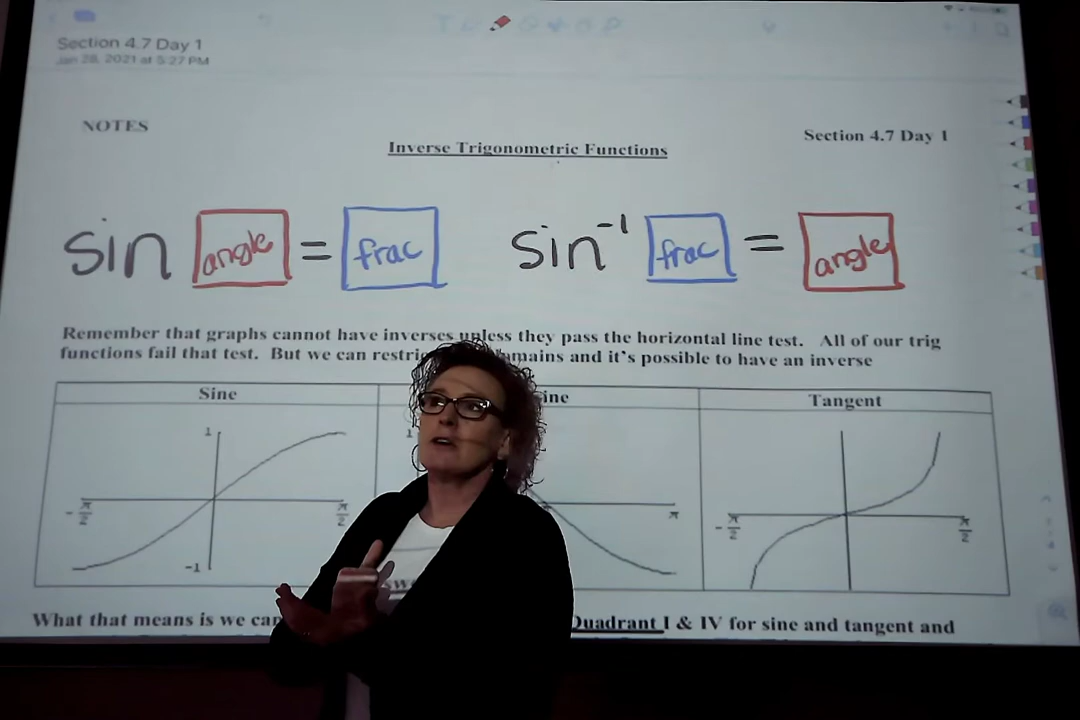 Section 4.7 Day 1
Jan 28, 2021 at 5:27 PM
NOTES
Section 4.7 Day 1
Inverse Trigonometric Functions
sin angle = frac
sin⁻¹ frac = angle
Remember that graphs cannot have inverses unless they pass the horizontal line test. All of our trig
functions fail that test. But we can domains and it's possible to have an inverse
Sine
Tangent
1
-π/2
π/2
-1
1
π
-π/2
π/2
What that means is we can Quadrant I & IV for sine and tangent and